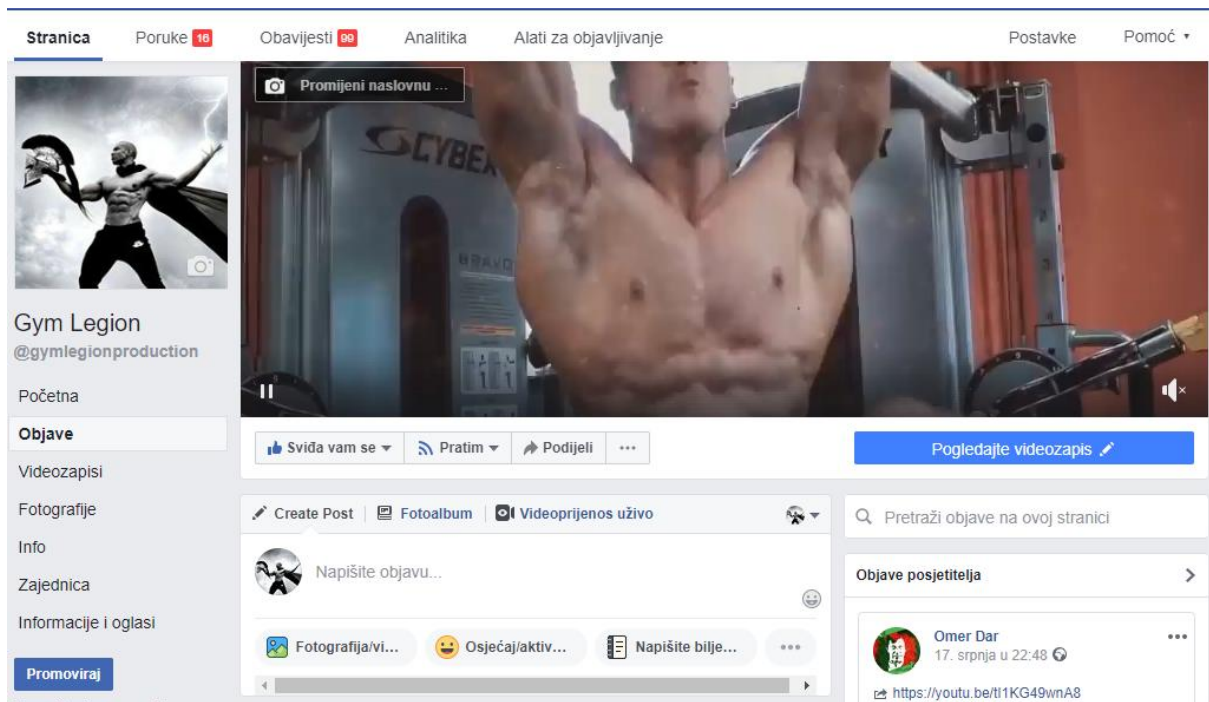 Stranica Poruke 16 Obavijesti 99 Analitika Alati za objavljivanje Postavke Pomoć
Promijeni naslovnu ...
CYBEX
BRAVO
Gym Legion
@gymlegionproduction
Početna
Objave
Videozapisi
Fotografije
Info
Zajednica
Informacije i oglasi
Promoviraj
Sviđa vam se Pratim Podijeli ...
Pogledajte videozapis
Create Post Fotoalbum Videoprijenos uživo
Napišite objavu...
Fotografija/vi... Osjećaj/aktiv... Napišite bilje... ...
Pretraži objave na ovoj stranici
Objave posjetitelja
Omer Dar
17. srpnja u 22:48
https://youtu.be/tl1KG49wnA8